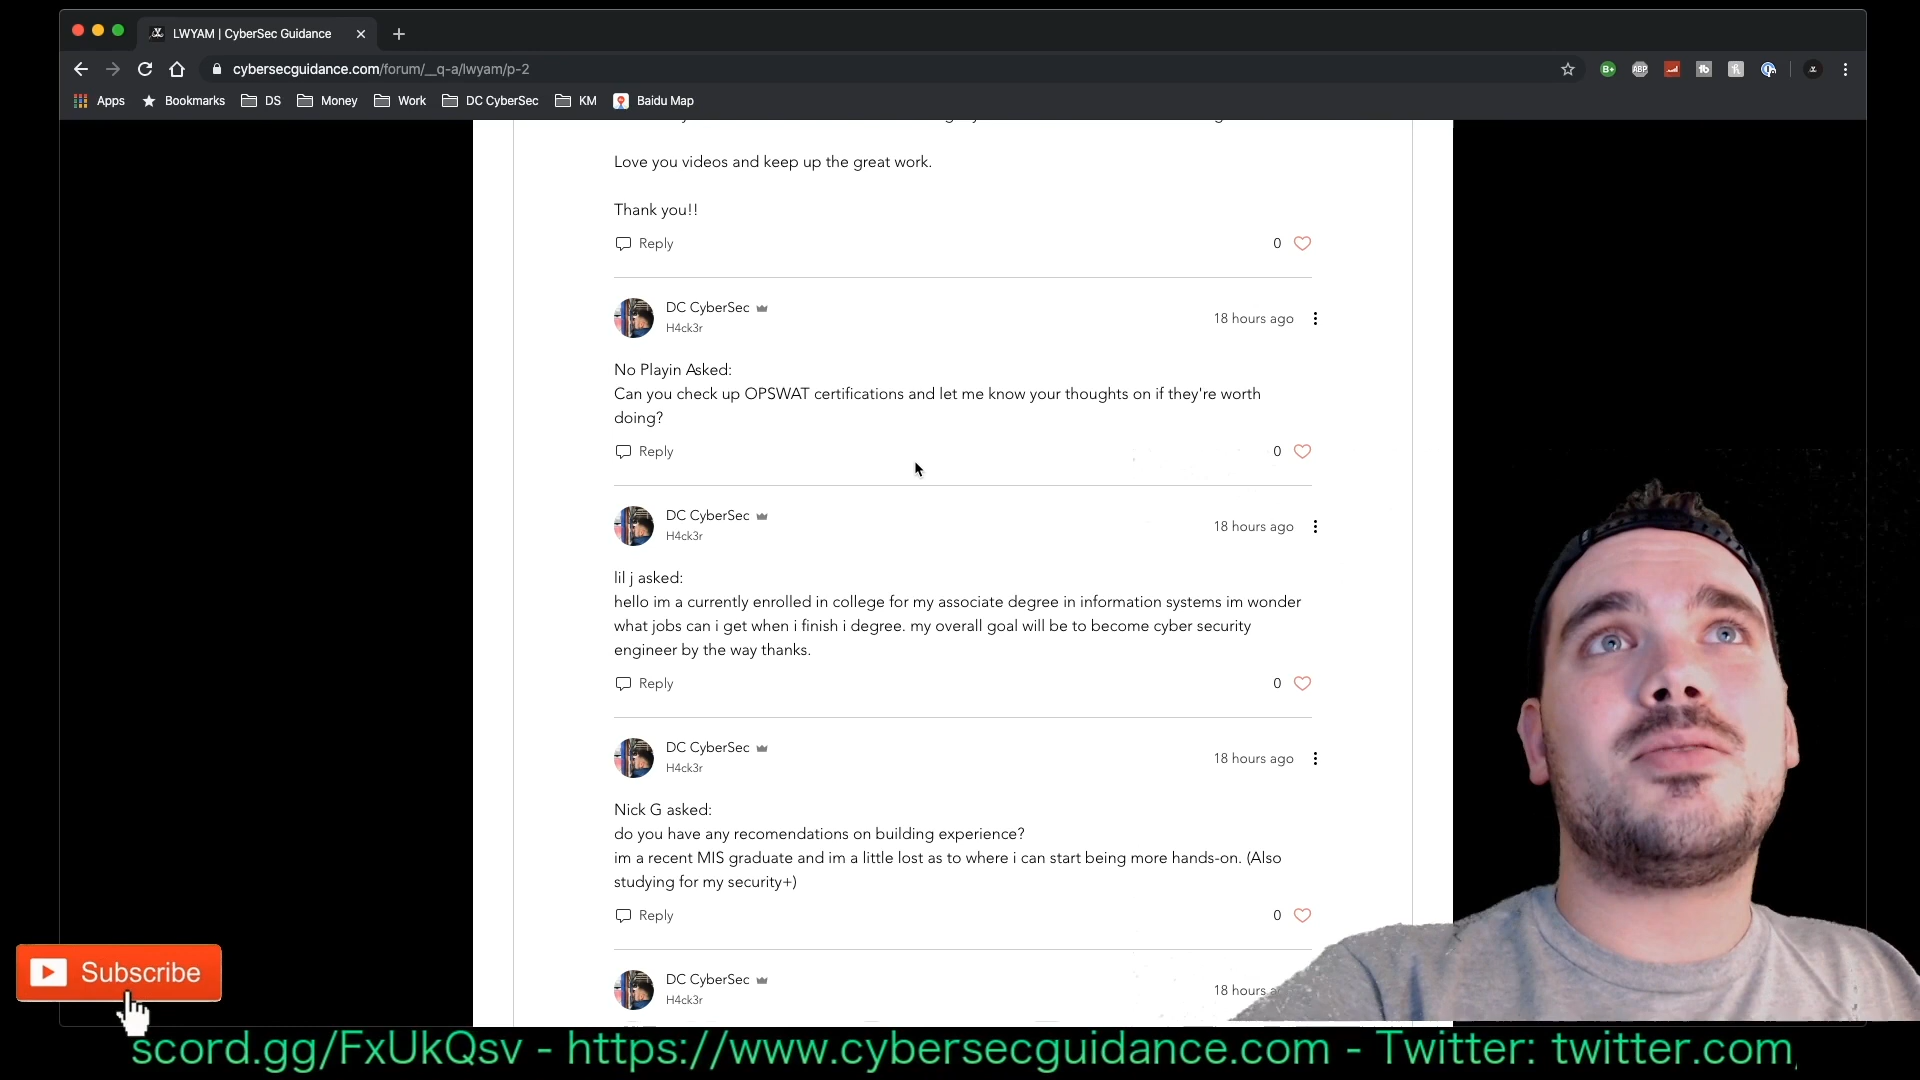 LWYAM | CyberSec Guidance
cybersecguidance.com/forum/__q-a/lwyam/p-2
Apps Bookmarks DS Money Work DC CyberSec KM Baidu Map
Love you videos and keep up the great work.
Thank you!!
Reply 0
DC CyberSec
H4ck3r
18 hours ago
No Playin Asked:
Can you check up OPSWAT certifications and let me know your thoughts on if they're worth
doing?
Reply 0
DC CyberSec
H4ck3r
18 hours ago
lil j asked:
hello im a currently enrolled in college for my associate degree in information systems im wonder
what jobs can i get when i finish i degree. my overall goal will be to become cyber security
engineer by the way thanks.
Reply 0
DC CyberSec
H4ck3r
18 hours ago
Nick G asked:
do you have any recomendations on building experience?
im a recent MIS graduate and im a little lost as to where i can start being more hands-on. (Also
studying for my security+)
Reply 0
DC CyberSec
H4ck3r
18 hours
Subscribe
scord.gg/FxUkQsv - https://www.cybersecguidance.com - Twitter: twitter.com